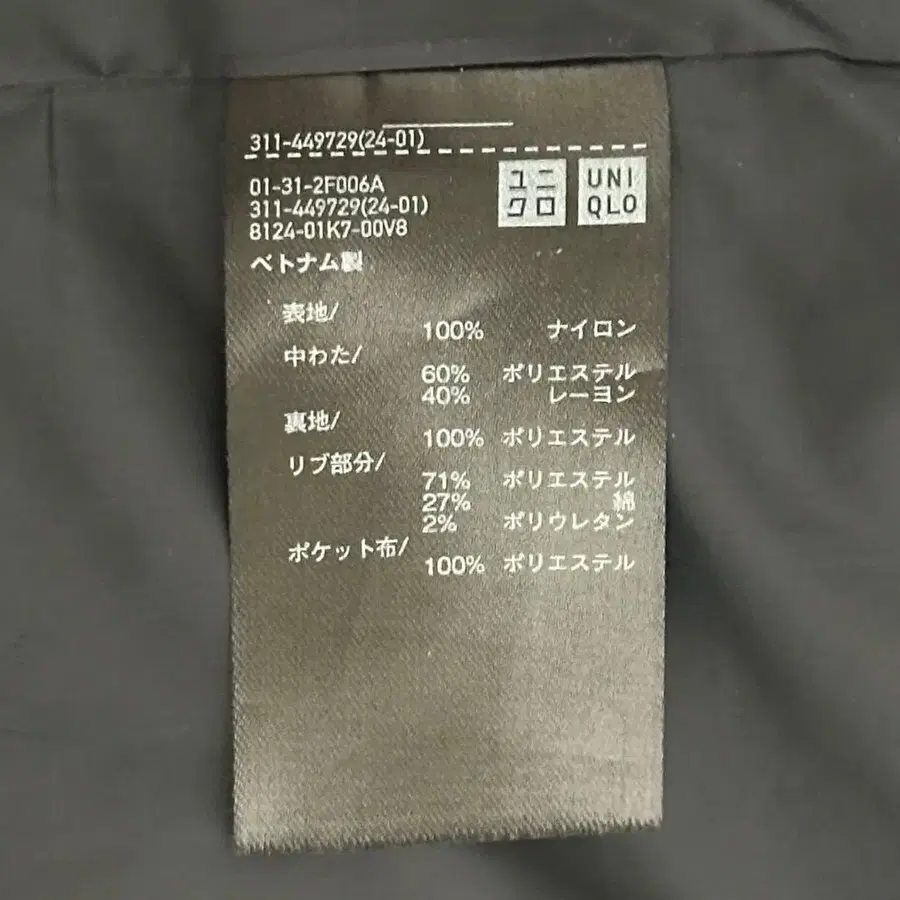 311-449729(24-01)
ユニ
クロ
UNI
QLO
01-31-2F006A
311-449729(24-01)
8124-01K7-00V8
ベトナム製
表地/
100% ナイロン
中わた/
60% ポリエステル
40% レーヨン
裏地/
100% ポリエステル
リブ部分/
71% ポリエステル
27% 綿
2% ポリウレタン
ポケット布/
100% ポリエステル